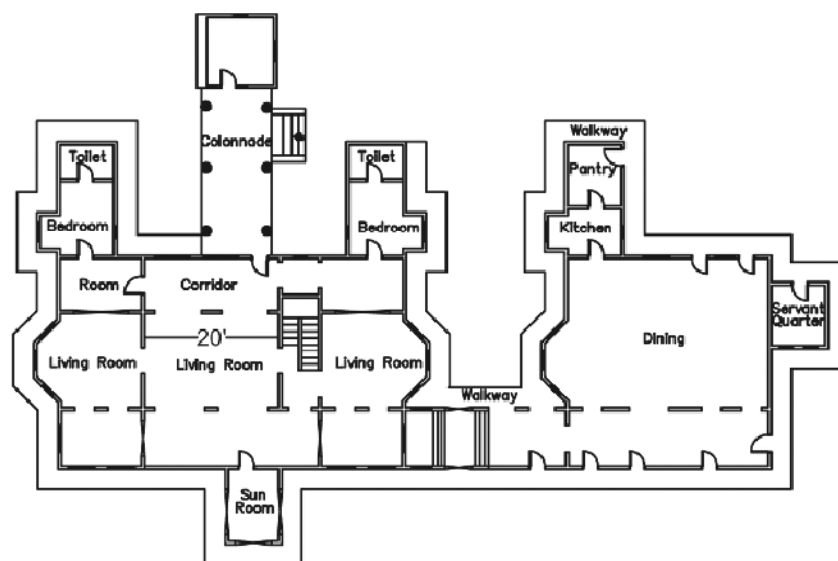 Walkway
Colonnade
Toilet
Toilet
Pantry
Bedroom
Bedroom
Kitchen
Room
Corridor
Servant
Quarter
20'
Dining
Living Room
Living Room
Living Room
Walkway
Sun
Room